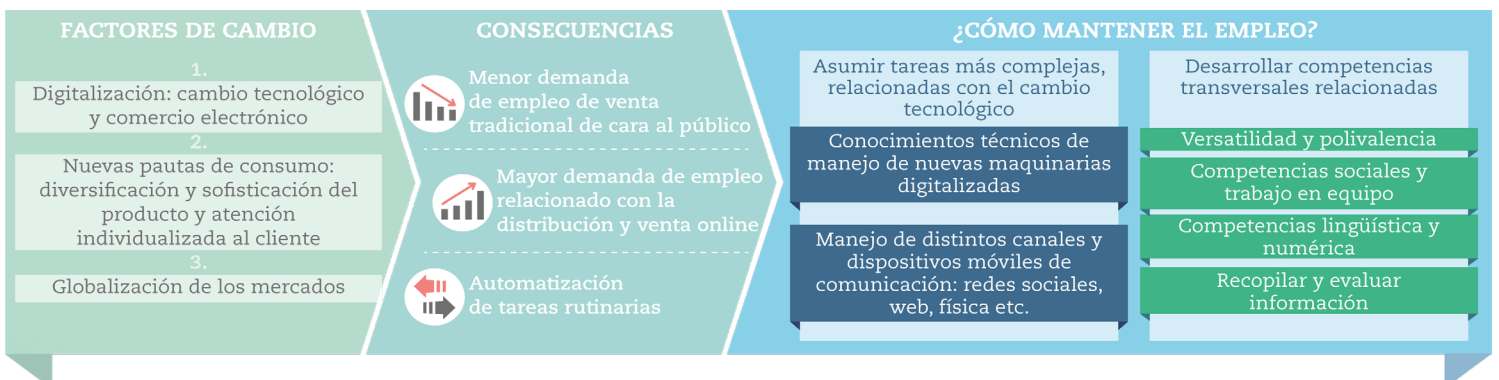 FACTORES DE CAMBIO
1.
Digitalización: cambio tecnológico
y comercio electrónico
2.
Nuevas pautas de consumo:
diversificación y sofisticación del
producto y atención
individualizada al cliente
3.
Globalización de los mercados
CONSECUENCIAS
Menor demanda
de empleo de venta
tradicional de cara al público
Mayor demanda de empleo
relacionado con la
distribución y venta online
Automatización
de tareas rutinarias
¿CÓMO MANTENER EL EMPLEO?
Asumir tareas más complejas,
relacionadas con el cambio
tecnológico
Conocimientos técnicos de
manejo de nuevas maquinarias
digitalizadas
Manejo de distintos canales y
dispositivos móviles de
comunicación: redes sociales,
web, física etc.
Desarrollar competencias
transversales relacionadas
Versatilidad y polivalencia
Competencias sociales y
trabajo en equipo
Competencias lingüística y
numérica
Recopilar y evaluar
información